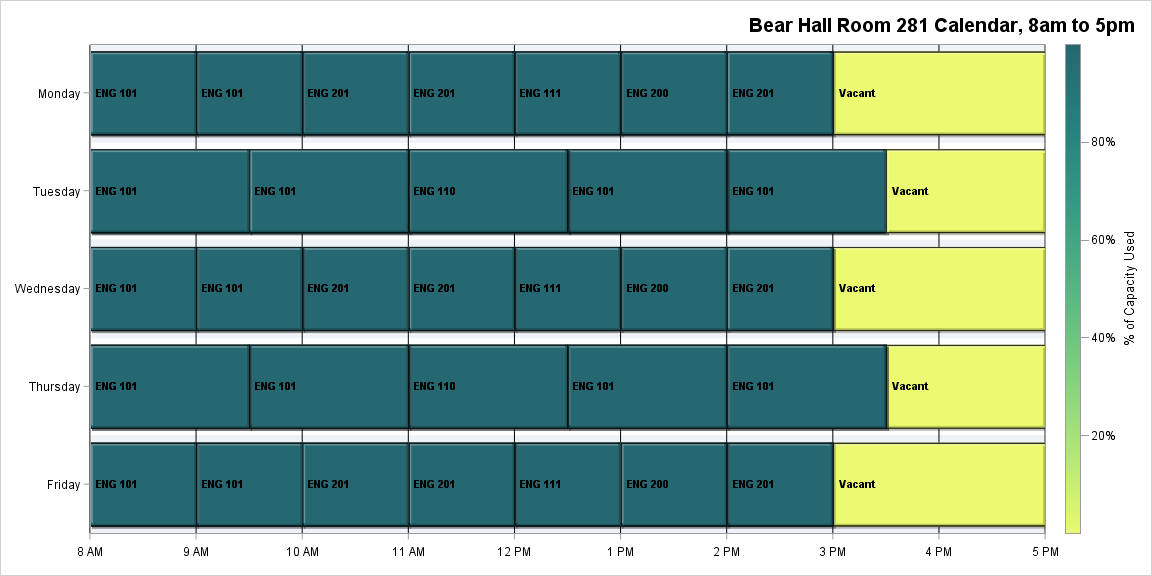 Bear Hall Room 281 Calendar, 8am to 5pm
Monday ENG 101 ENG 101 ENG 201 ENG 201 ENG 111 ENG 200 ENG 201 Vacant
80%
Tuesday ENG 101 ENG 101 ENG 110 ENG 101 ENG 101 Vacant
60%
% of Capacity Used
Wednesday ENG 101 ENG 101 ENG 201 ENG 201 ENG 111 ENG 200 ENG 201 Vacant
40%
Thursday ENG 101 ENG 101 ENG 110 ENG 101 ENG 101 Vacant
20%
Friday ENG 101 ENG 101 ENG 201 ENG 201 ENG 111 ENG 200 ENG 201 Vacant
8 AM 9 AM 10 AM 11 AM 12 PM 1 PM 2 PM 3 PM 4 PM 5 PM